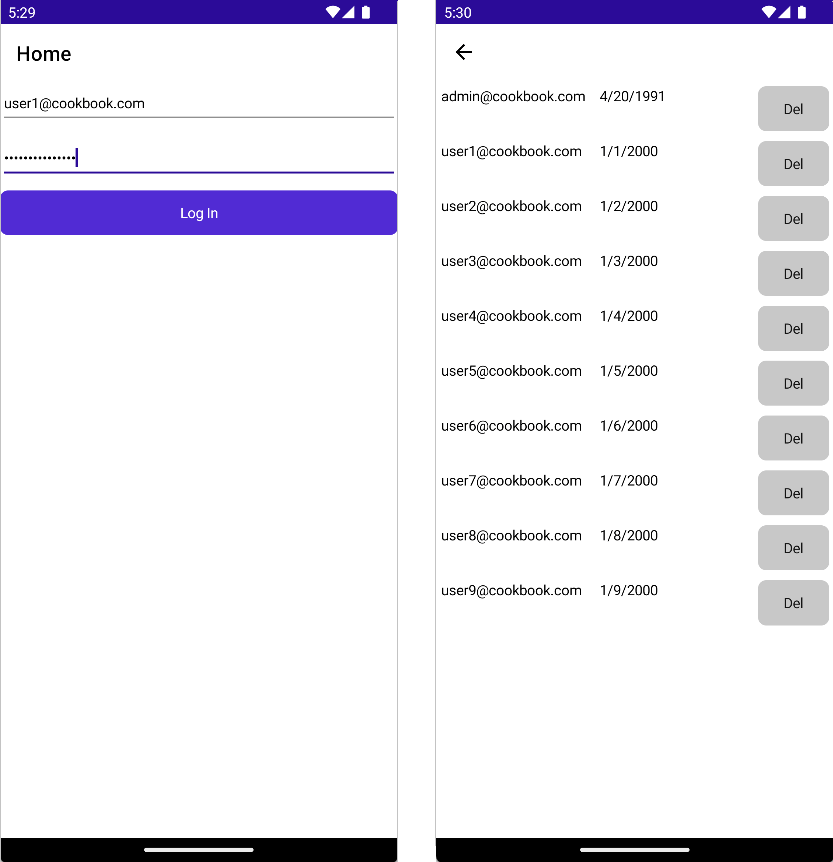 5:29
Home
user1@cookbook.com
•••••••••••••••
Log In
5:30
admin@cookbook.com 4/20/1991 Del
user1@cookbook.com 1/1/2000 Del
user2@cookbook.com 1/2/2000 Del
user3@cookbook.com 1/3/2000 Del
user4@cookbook.com 1/4/2000 Del
user5@cookbook.com 1/5/2000 Del
user6@cookbook.com 1/6/2000 Del
user7@cookbook.com 1/7/2000 Del
user8@cookbook.com 1/8/2000 Del
user9@cookbook.com 1/9/2000 Del